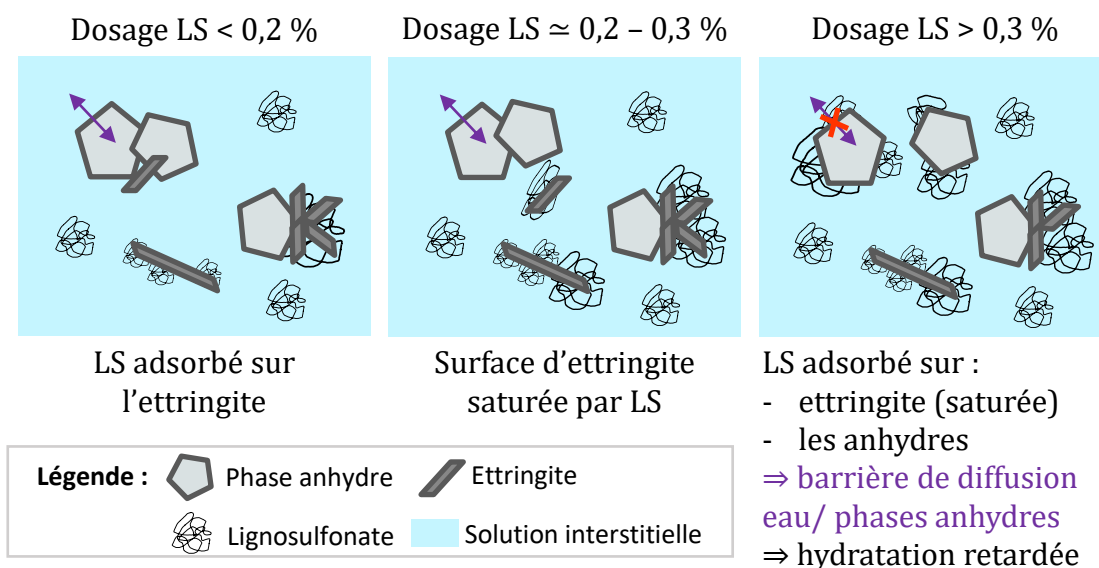 Dosage LS < 0,2 %
Dosage LS ≃ 0,2 – 0,3 %
Dosage LS > 0,3 %
LS adsorbé sur
l’ettringite
Surface d’ettringite
saturée par LS
LS adsorbé sur :
- ettringite (saturée)
- les anhydres
⇒ barrière de diffusion
eau/ phases anhydres
⇒ hydratation retardée
Légende :
Phase anhydre
Ettringite
Lignosulfonate
Solution interstitielle